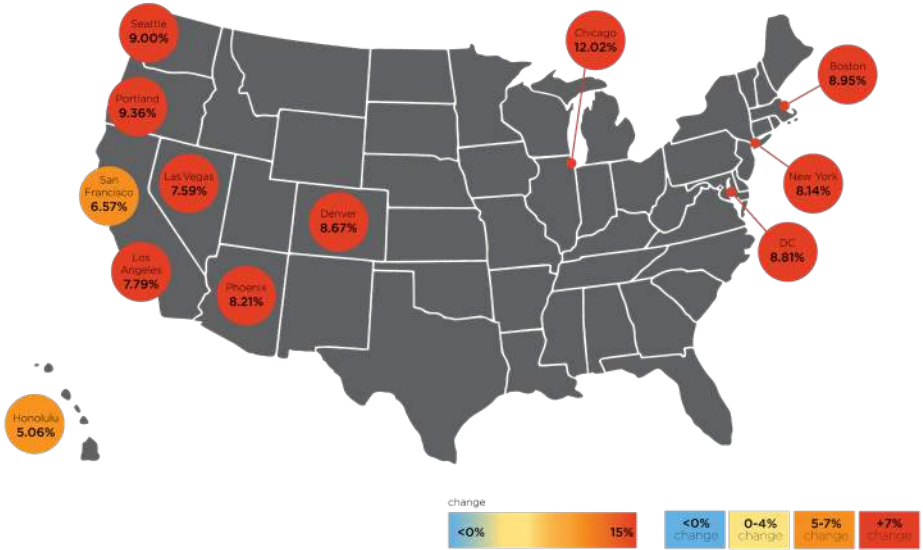 Seattle
9.00%
Chicago
12.02%
Boston
8.95%
Portland
9.36%
San
Francisco
6.57%
Las Vegas
7.59%
New York
8.14%
Denver
8.67%
DC
8.81%
Los
Angeles
7.79%
Phoenix
8.21%
Honolulu
5.06%
change
<0%
15%
<0%
change
0-4%
change
5-7%
change
+7%
change